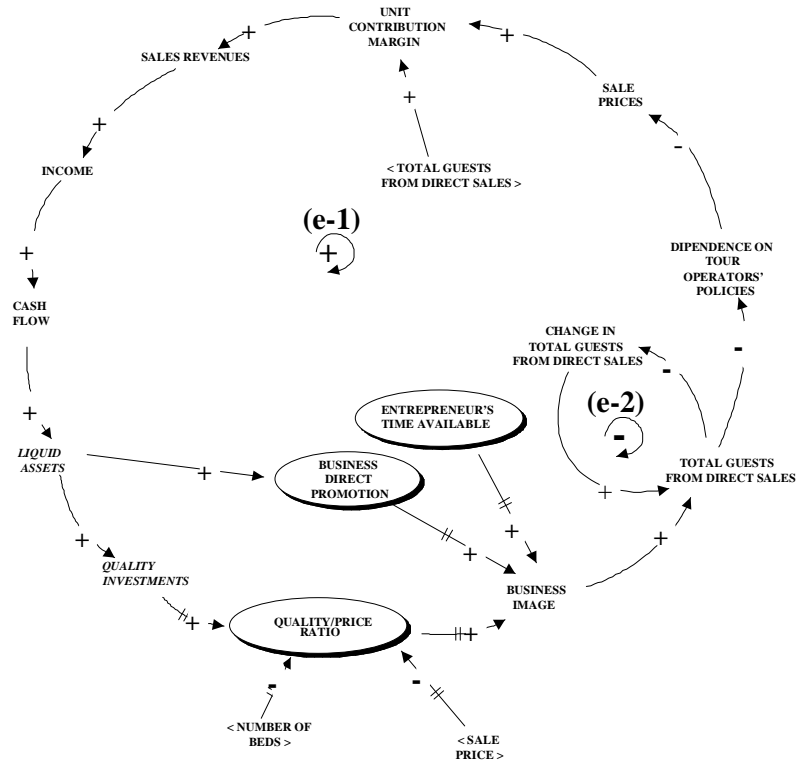 UNIT
CONTRIBUTION
MARGIN
+
+
SALES REVENUES
SALE
PRICES
+
+
-
< TOTAL GUESTS
FROM DIRECT SALES >
INCOME
(e-1)
+
+
DIPENDENCE ON
TOUR
OPERATORS'
POLICIES
CASH
FLOW
CHANGE IN
TOTAL GUESTS
FROM DIRECT SALES
-
-
+
ENTREPRENEUR'S
TIME AVAILABLE
(e-2)
-
LIQUID
ASSETS
BUSINESS
DIRECT
PROMOTION
TOTAL GUESTS
FROM DIRECT SALES
+
+
+
+
+
+
QUALITY
INVESTMENTS
BUSINESS
IMAGE
+
QUALITY/PRICE
RATIO
+
-
-
< NUMBER OF
BEDS >
< SALE
PRICE >